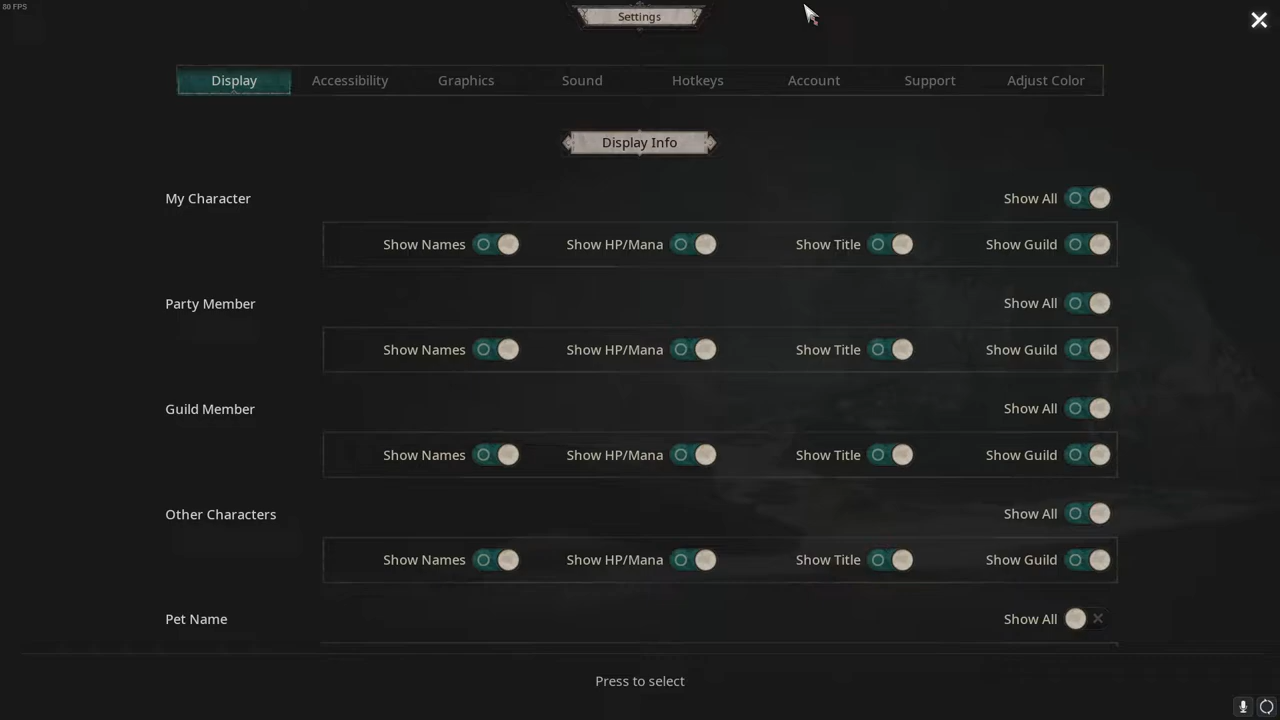 80 FPS
Settings
Display Accessibility Graphics Sound Hotkeys Account Support Adjust Color
Display Info
My Character Show All
Show Names Show HP/Mana Show Title Show Guild
Party Member Show All
Show Names Show HP/Mana Show Title Show Guild
Guild Member Show All
Show Names Show HP/Mana Show Title Show Guild
Other Characters Show All
Show Names Show HP/Mana Show Title Show Guild
Pet Name Show All
Press to select